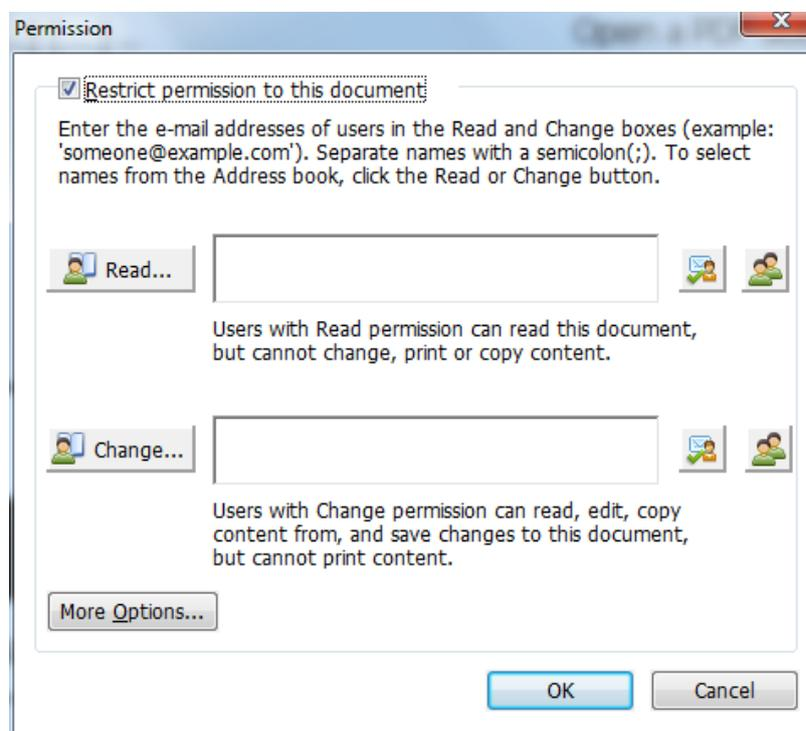 Permission
Open a PDF
Restrict permission to this document
Enter the e-mail addresses of users in the Read and Change boxes (example:
'someone@example.com'). Separate names with a semicolon(;). To select
names from the Address book, click the Read or Change button.
Read...
Users with Read permission can read this document,
but cannot change, print or copy content.
Change...
Users with Change permission can read, edit, copy
content from, and save changes to this document,
but cannot print content.
More Options...
OK
Cancel